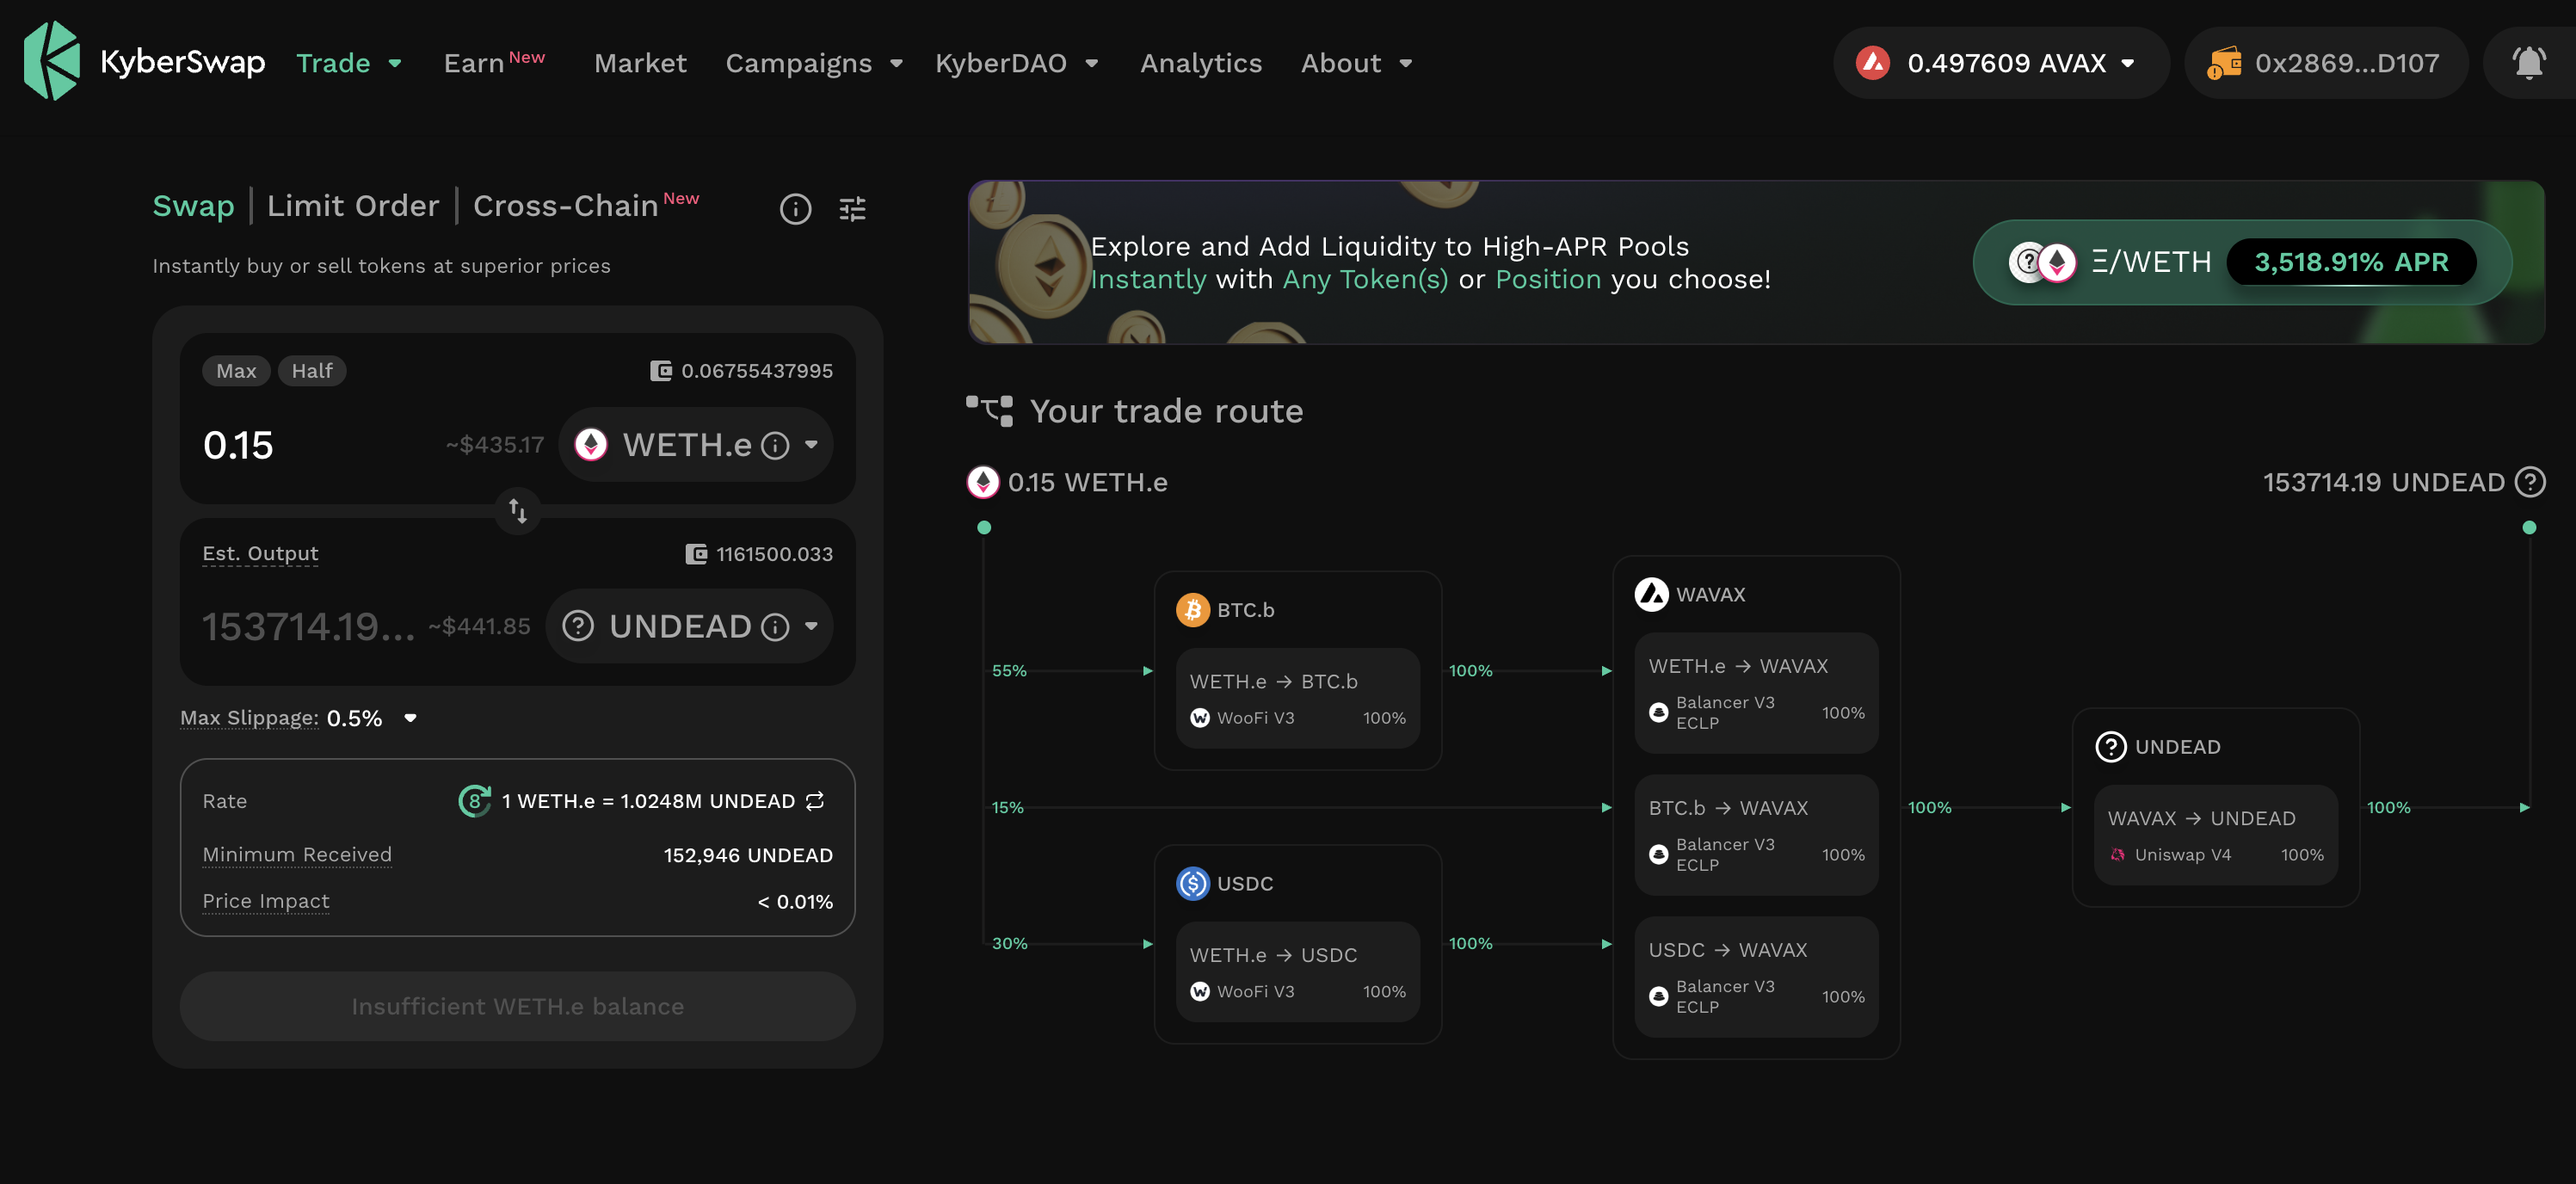 KyberSwap
Trade
Earn New
Market
Campaigns
KyberDAO
Analytics
About
0.497609 AVAX
0x2869...D107
Swap | Limit Order | Cross-Chain New
Instantly buy or sell tokens at superior prices
Max Half 0.06755437995
0.15 ~$435.17 WETH.e
Est. Output 1161500.033
153714.19... ~$441.85 UNDEAD
Max Slippage: 0.5%
Rate 8 1 WETH.e = 1.0248M UNDEAD
Minimum Received 152,946 UNDEAD
Price Impact < 0.01%
Insufficient WETH.e balance
Explore and Add Liquidity to High-APR Pools
Instantly with Any Token(s) or Position you choose!
Ξ/WETH 3,518.91% APR
Your trade route
0.15 WETH.e
153714.19 UNDEAD
55%
BTC.b
WETH.e → BTC.b
WooFi V3 100%
100%
15%
30%
USDC
WETH.e → USDC
WooFi V3 100%
100%
WAVAX
WETH.e → WAVAX
Balancer V3 ECLP 100%
BTC.b → WAVAX
Balancer V3 ECLP 100%
USDC → WAVAX
Balancer V3 ECLP 100%
100%
UNDEAD
WAVAX → UNDEAD
Uniswap V4 100%
100%